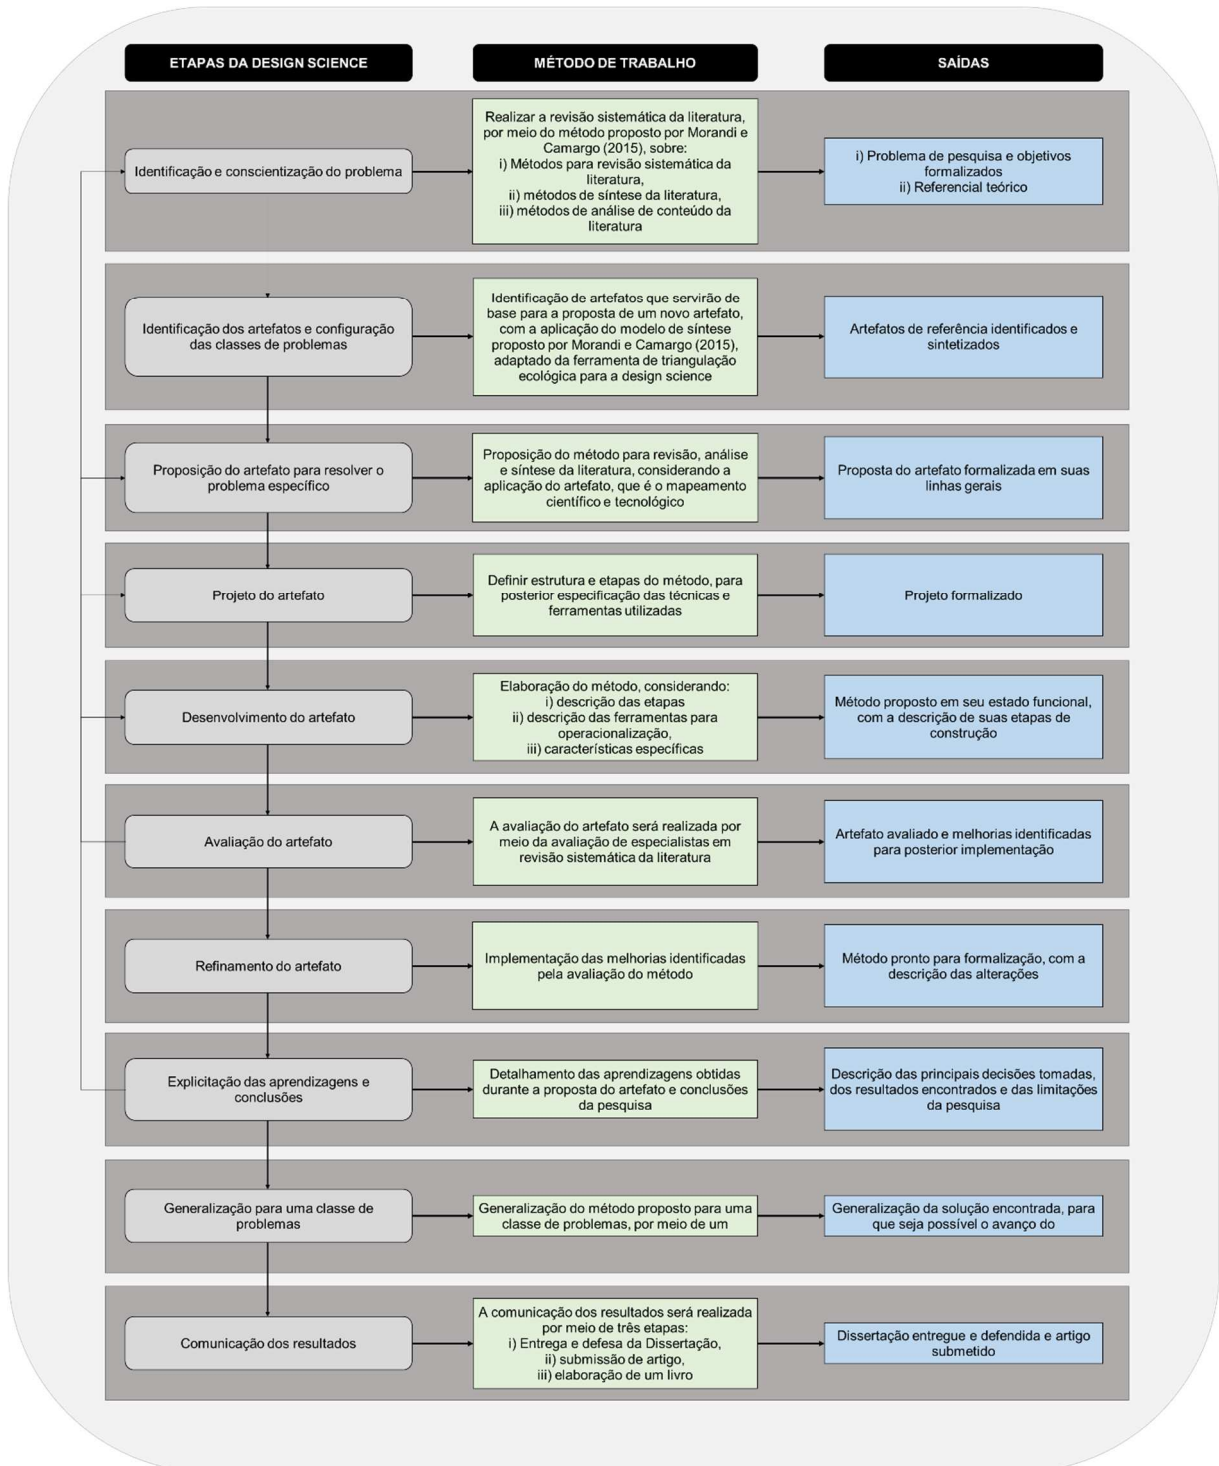 ETAPAS DA DESIGN SCIENCE
MÉTODO DE TRABALHO
SAÍDAS
Identificação e conscientização do problema
Realizar a revisão sistemática da literatura,
por meio do método proposto por Morandi e
Camargo (2015), sobre:
i) Métodos para revisão sistemática da
literatura,
ii) métodos de síntese da literatura,
iii) métodos de análise de conteúdo da
literatura
i) Problema de pesquisa e objetivos
formalizados
ii) Referencial teórico
Identificação dos artefatos e configuração
das classes de problemas
Identificação de artefatos que servirão de
base para a proposta de um novo artefato,
com a aplicação do modelo de síntese
proposto por Morandi e Camargo (2015),
adaptado da ferramenta de triangulação
ecológica para a design science
Artefatos de referência identificados e
sintetizados
Proposição do artefato para resolver o
problema específico
Proposição do método para revisão, análise
e síntese da literatura, considerando a
aplicação do artefato, que é o mapeamento
científico e tecnológico
Proposta do artefato formalizada em suas
linhas gerais
Projeto do artefato
Definir estrutura e etapas do método, para
posterior especificação das técnicas e
ferramentas utilizadas
Projeto formalizado
Desenvolvimento do artefato
Elaboração do método, considerando:
i) descrição das etapas
ii) descrição das ferramentas para
operacionalização,
iii) características específicas
Método proposto em seu estado funcional,
com a descrição de suas etapas de
construção
Avaliação do artefato
A avaliação do artefato será realizada por
meio da avaliação de especialistas em
revisão sistemática da literatura
Artefato avaliado e melhorias identificadas
para posterior implementação
Refinamento do artefato
Implementação das melhorias identificadas
pela avaliação do método
Método pronto para formalização, com a
descrição das alterações
Explicitação das aprendizagens e
conclusões
Detalhamento das aprendizagens obtidas
durante a proposta do artefato e conclusões
da pesquisa
Descrição das principais decisões tomadas,
dos resultados encontrados e das limitações
da pesquisa
Generalização para uma classe de
problemas
Generalização do método proposto para uma
classe de problemas, por meio de um
Generalização da solução encontrada, para
que seja possível o avanço do
Comunicação dos resultados
A comunicação dos resultados será realizada
por meio de três etapas:
i) Entrega e defesa da Dissertação,
ii) submissão de artigo,
iii) elaboração de um livro
Dissertação entregue e defendida e artigo
submetido